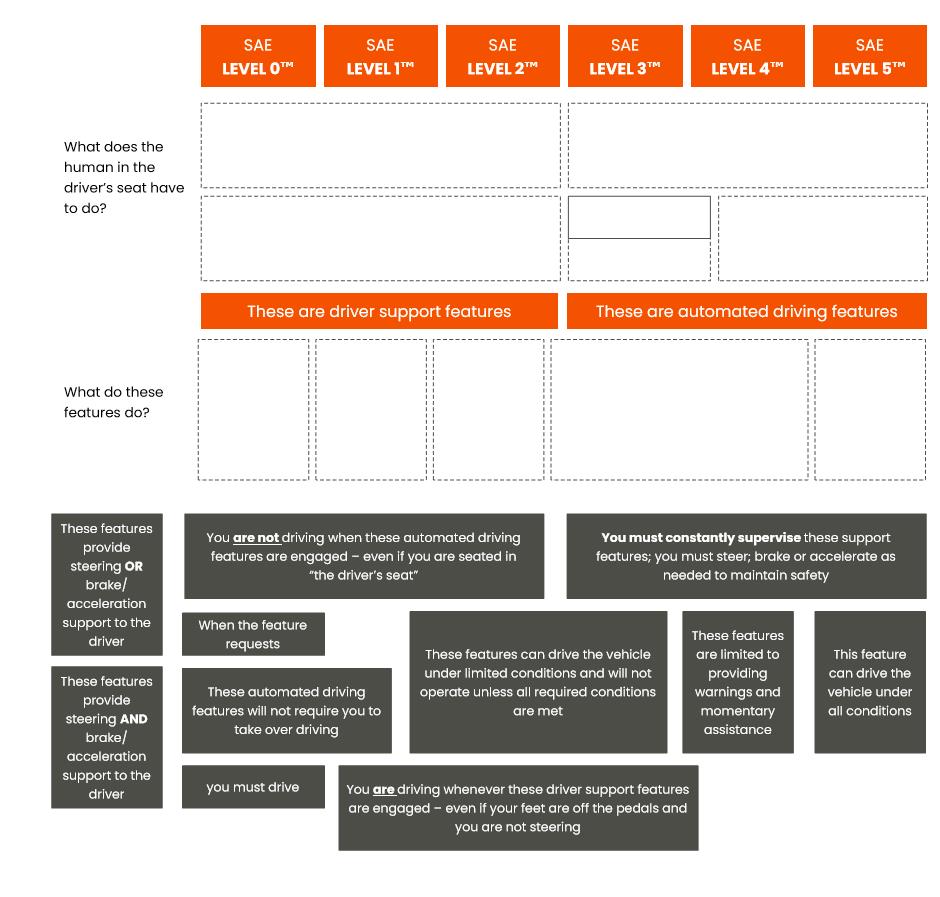 SAE
LEVEL 0™
SAE
LEVEL 1™
SAE
LEVEL 2™
SAE
LEVEL 3™
SAE
LEVEL 4™
SAE
LEVEL 5™
What does the
human in the
driver’s seat have
to do?
These are driver support features
These are automated driving features
What do these
features do?
These features
provide
steering OR
brake/
acceleration
support to the
driver
You are not driving when these automated driving
features are engaged – even if you are seated in
“the driver’s seat”
You must constantly supervise these support
features; you must steer; brake or accelerate as
needed to maintain safety
When the feature
requests
These features can drive the vehicle
under limited conditions and will not
operate unless all required conditions
are met
These features
are limited to
providing
warnings and
momentary
assistance
This feature
can drive the
vehicle under
all conditions
These features
provide
steering AND
brake/
acceleration
support to the
driver
These automated driving
features will not require you to
take over driving
you must drive
You are driving whenever these driver support features
are engaged – even if your feet are off the pedals and
you are not steering